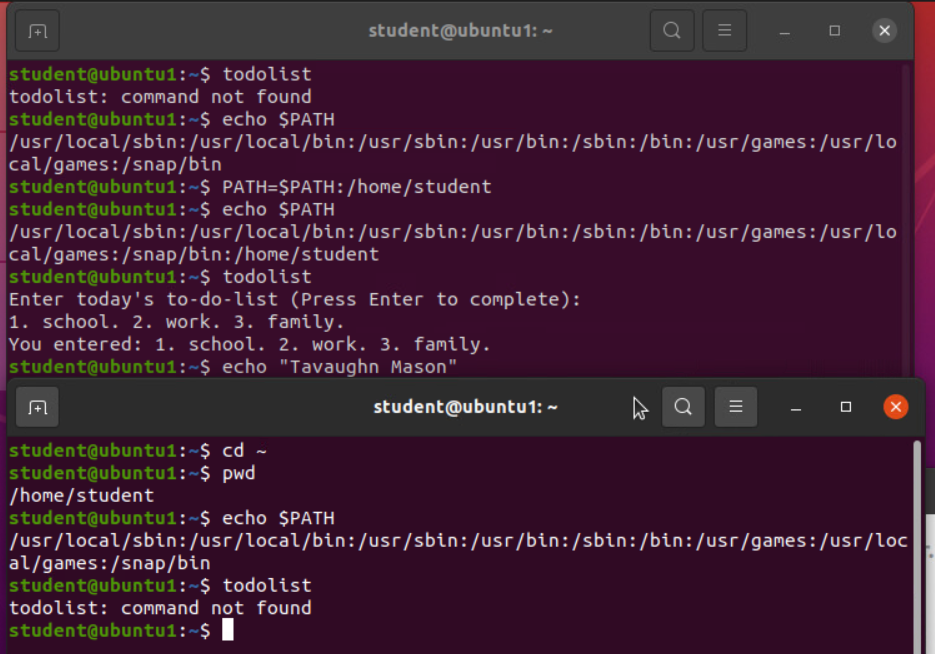 student@ubuntu1: ~
student@ubuntu1:~$ todolist
todolist: command not found
student@ubuntu1:~$ echo $PATH
/usr/local/sbin:/usr/local/bin:/usr/sbin:/usr/bin:/sbin:/bin:/usr/games:/usr/lo
cal/games:/snap/bin
student@ubuntu1:~$ PATH=$PATH:/home/student
student@ubuntu1:~$ echo $PATH
/usr/local/sbin:/usr/local/bin:/usr/sbin:/usr/bin:/sbin:/bin:/usr/games:/usr/lo
cal/games:/snap/bin:/home/student
student@ubuntu1:~$ todolist
Enter today's to-do-list (Press Enter to complete):
1. school. 2. work. 3. family.
You entered: 1. school. 2. work. 3. family.
student@ubuntu1:~$ echo "Tavaughn Mason"
student@ubuntu1: ~
student@ubuntu1:~$ cd ~
student@ubuntu1:~$ pwd
/home/student
student@ubuntu1:~$ echo $PATH
/usr/local/sbin:/usr/local/bin:/usr/sbin:/usr/bin:/sbin:/bin:/usr/games:/usr/loc
al/games:/snap/bin
student@ubuntu1:~$ todolist
todolist: command not found
student@ubuntu1:~$